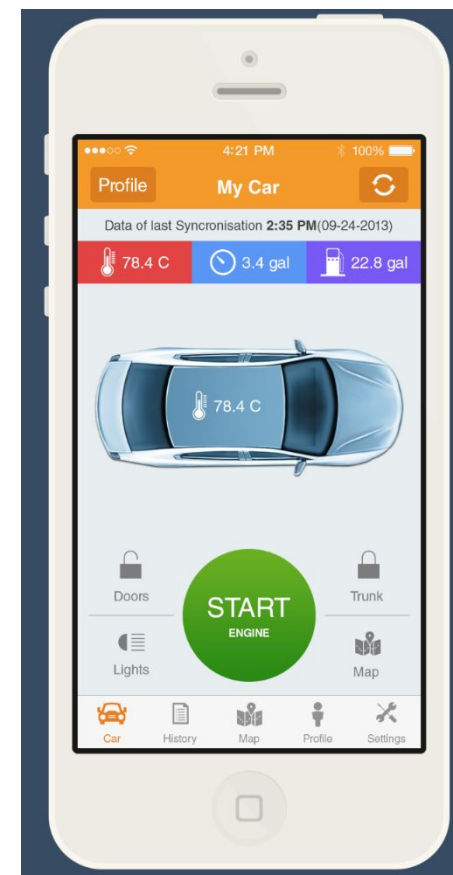 4:21 PM
100%
Profile
My Car
Data of last Syncronisation 2:35 PM(09-24-2013)
78.4 C
3.4 gal
22.8 gal
78.4 C
Doors
Trunk
START
ENGINE
Lights
Map
Car
History
Map
Profile
Settings